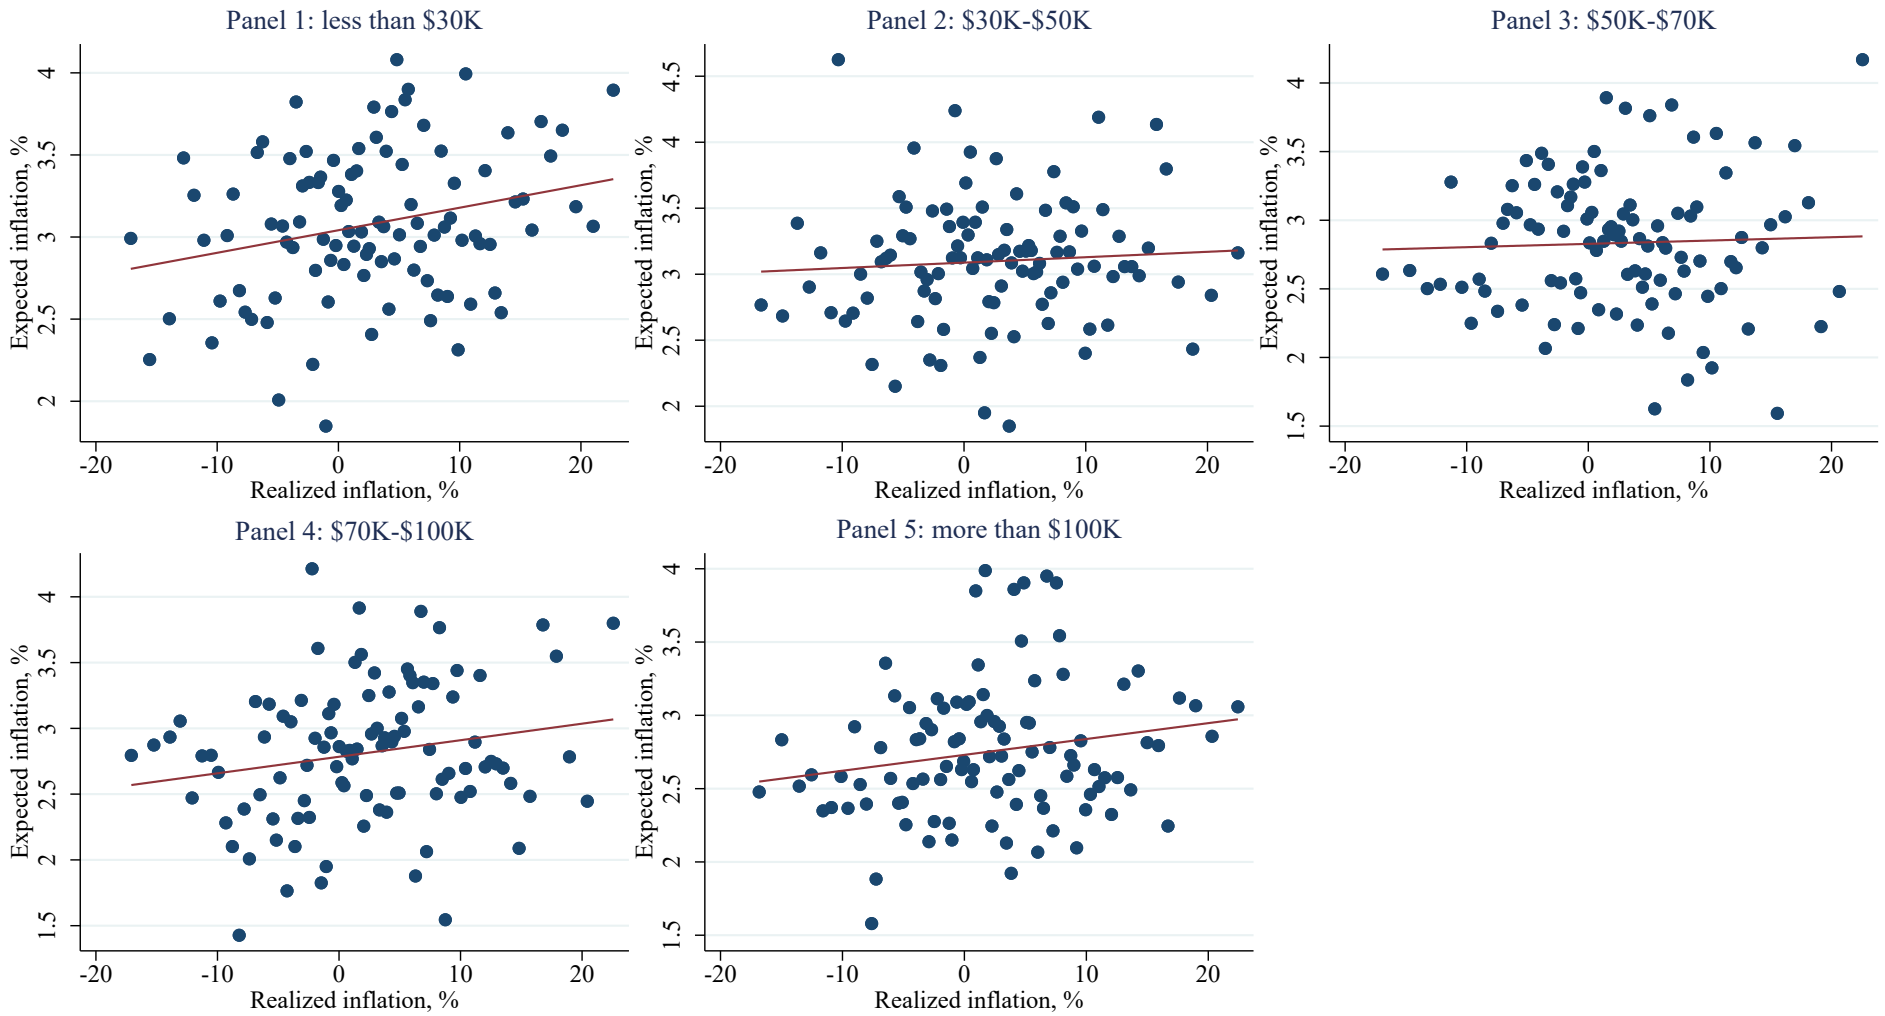 Panel 1: less than $30K
Expected inflation, %
4
3.5
3
2.5
2
-20 -10 0 10 20
Realized inflation, %
Panel 2: $30K-$50K
Expected inflation, %
4.5
4
3.5
3
2.5
2
-20 -10 0 10 20
Realized inflation, %
Panel 3: $50K-$70K
Expected inflation, %
4
3.5
3
2.5
2
1.5
-20 -10 0 10 20
Realized inflation, %
Panel 4: $70K-$100K
Expected inflation, %
4
3.5
3
2.5
2
1.5
-20 -10 0 10 20
Realized inflation, %
Panel 5: more than $100K
Expected inflation, %
4
3.5
3
2.5
2
1.5
-20 -10 0 10 20
Realized inflation, %